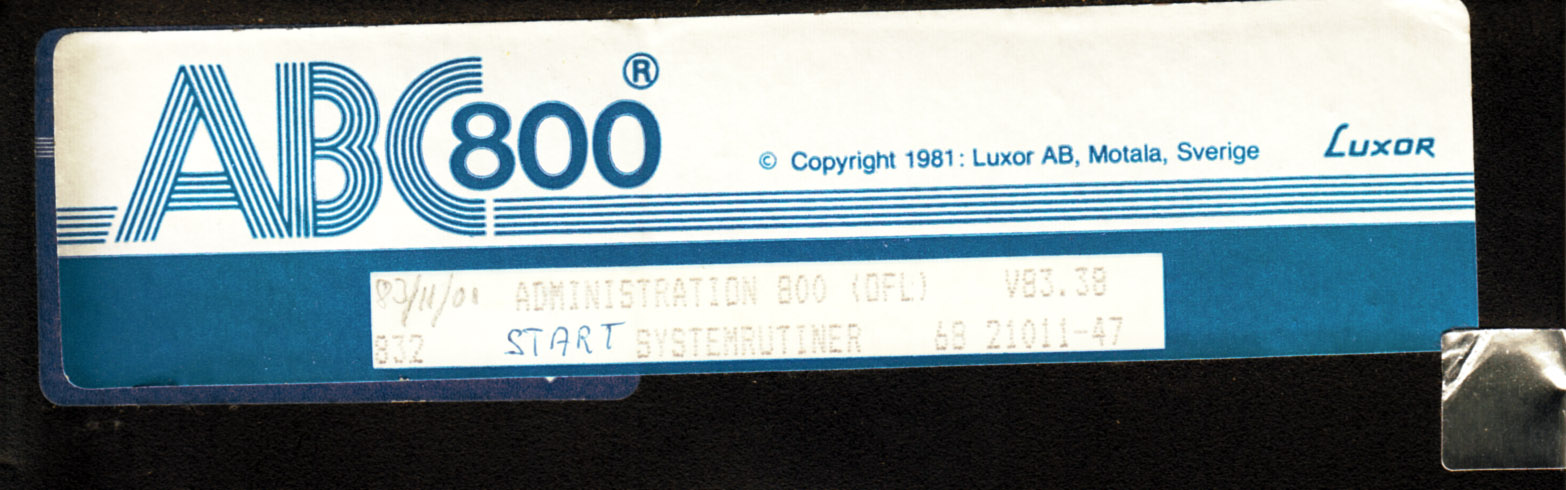 ABC800®
© Copyright 1981: Luxor AB, Motala, Sverige
LUXOR
83/11/01 ADMINISTRATION 800 (DFL) V83.38
832 START SYSTEMRUTINER 68 21011-47